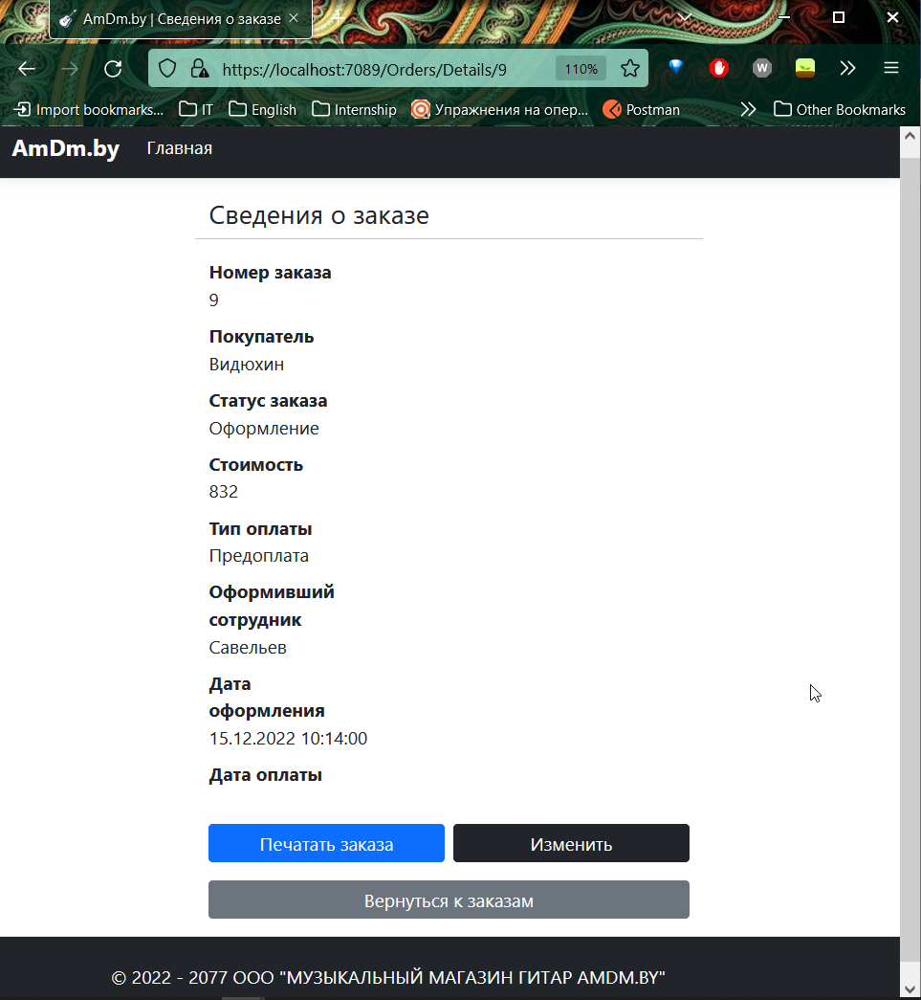 AmDm.by | Сведения о заказе
https://localhost:7089/Orders/Details/9
110%
W
Import bookmarks...
IT
English
Internship
Упражнения на опер...
Postman
Other Bookmarks
AmDm.by
Главная
Сведения о заказе
Номер заказа
9
Покупатель
Видюхин
Статус заказа
Оформление
Стоимость
832
Тип оплаты
Предоплата
Оформивший
сотрудник
Савельев
Дата
оформления
15.12.2022 10:14:00
Дата оплаты
Печатать заказа
Изменить
Вернуться к заказам
© 2022 - 2077 ООО "МУЗЫКАЛЬНЫЙ МАГАЗИН ГИТАР AMDM.BY"